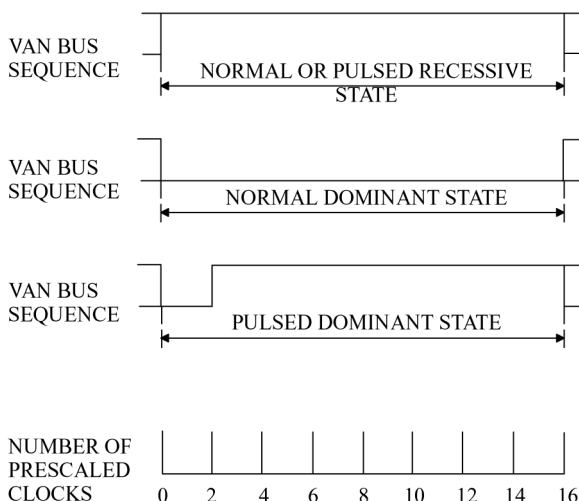 VAN BUS
SEQUENCE
NORMAL OR PULSED RECESSIVE
STATE
VAN BUS
SEQUENCE
NORMAL DOMINANT STATE
VAN BUS
SEQUENCE
PULSED DOMINANT STATE
NUMBER OF
PRESCALED
CLOCKS
0 2 4 6 8 10 12 14 16